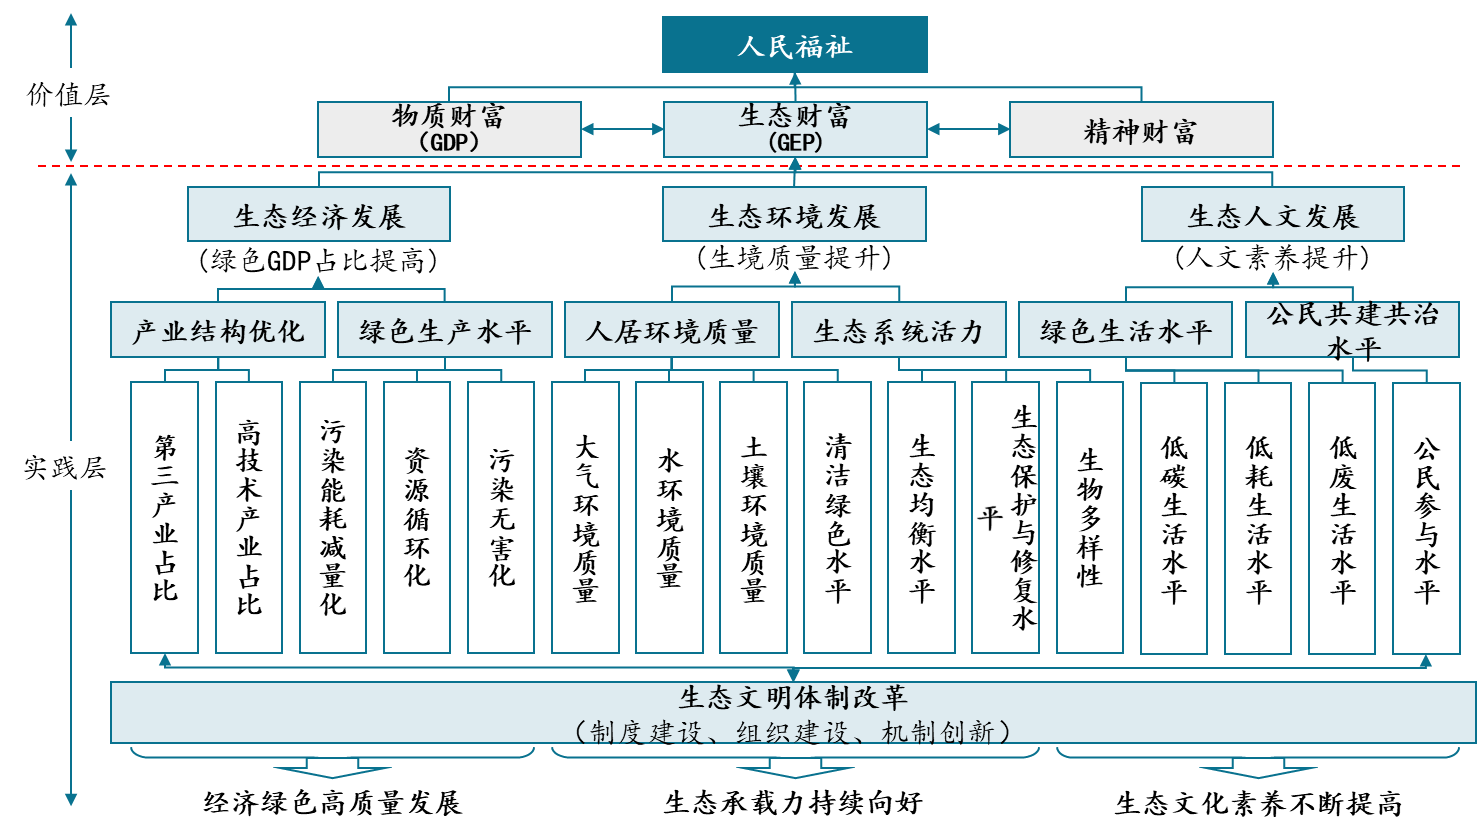 人民福祉
价值层
物质财富
（GDP）
生态财富
(GEP)
精神财富
生态经济发展
(绿色GDP占比提高)
生态环境发展
(生境质量提升)
生态人文发展
(人文素养提升)
产业结构优化
绿色生产水平
人居环境质量
生态系统活力
绿色生活水平
公民共建共治
水平
实践层
第三产业占比
高技术产业占比
污染能耗减量化
资源循环化
污染无害化
大气环境质量
水环境质量
土壤环境质量
清洁绿色水平
生态均衡水平
生态保护与修复水
平
生物多样性
低碳生活水平
低耗生活水平
低废生活水平
公民参与水平
生态文明体制改革
（制度建设、组织建设、机制创新）
经济绿色高质量发展
生态承载力持续向好
生态文化素养不断提高